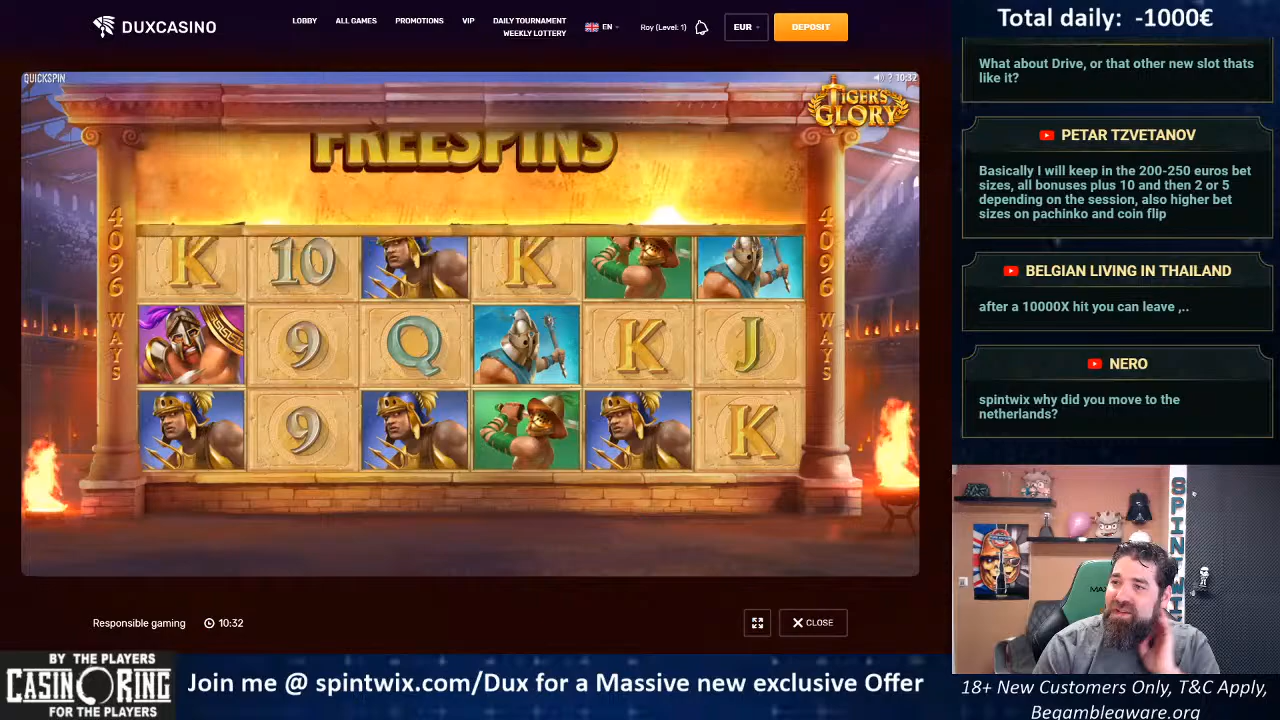 DUXCASINO
LOBBY
ALL GAMES
PROMOTIONS
VIP
DAILY TOURNAMENT
WEEKLY LOTTERY
EN
Roy (Level: 1)
EUR
DEPOSIT
QUICKSPIN
? 10:32
TIGER'S
GLORY
FREESPINS
4096 WAYS
K 10 K
9 Q K J
9 K
4096 WAYS
Responsible gaming
10:32
CLOSE
Total daily: -1000€
What about Drive, or that other new slot thats
like it?
PETAR TZVETANOV
Basically I will keep in the 200-250 euros bet
sizes, all bonuses plus 10 and then 2 or 5
depending on the session, also higher bet
sizes on pachinko and coin flip
BELGIAN LIVING IN THAILAND
after a 10000X hit you can leave ,..
NERO
spintwix why did you move to the
netherlands?
SPINTWI
BY THE PLAYERS
CASINO RING
FOR THE PLAYERS
Join me @ spintwix.com/Dux for a Massive new exclusive Offer
18+ New Customers Only, T&C Apply,
Begambleaware.org